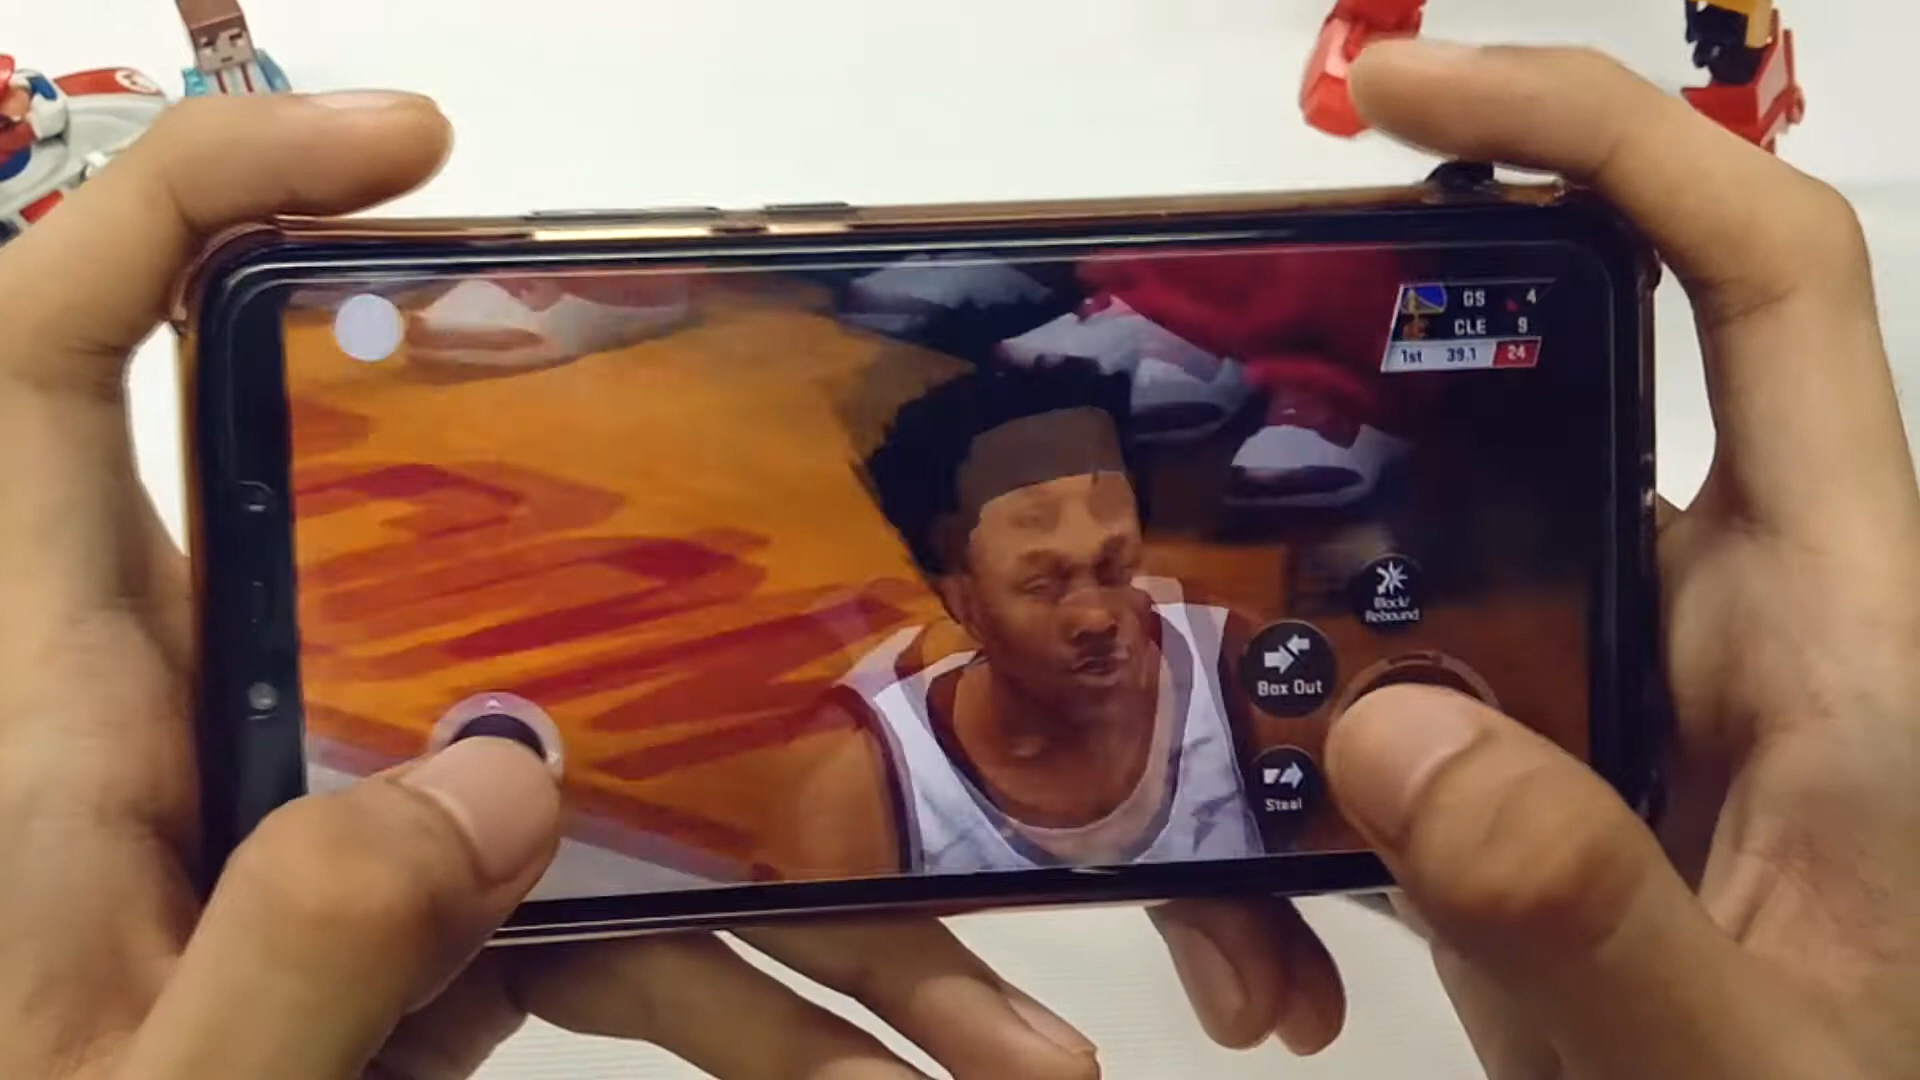 GS 4
CLE 9
1st 39.1 24
Block/
Rebound
Box Out
Steal